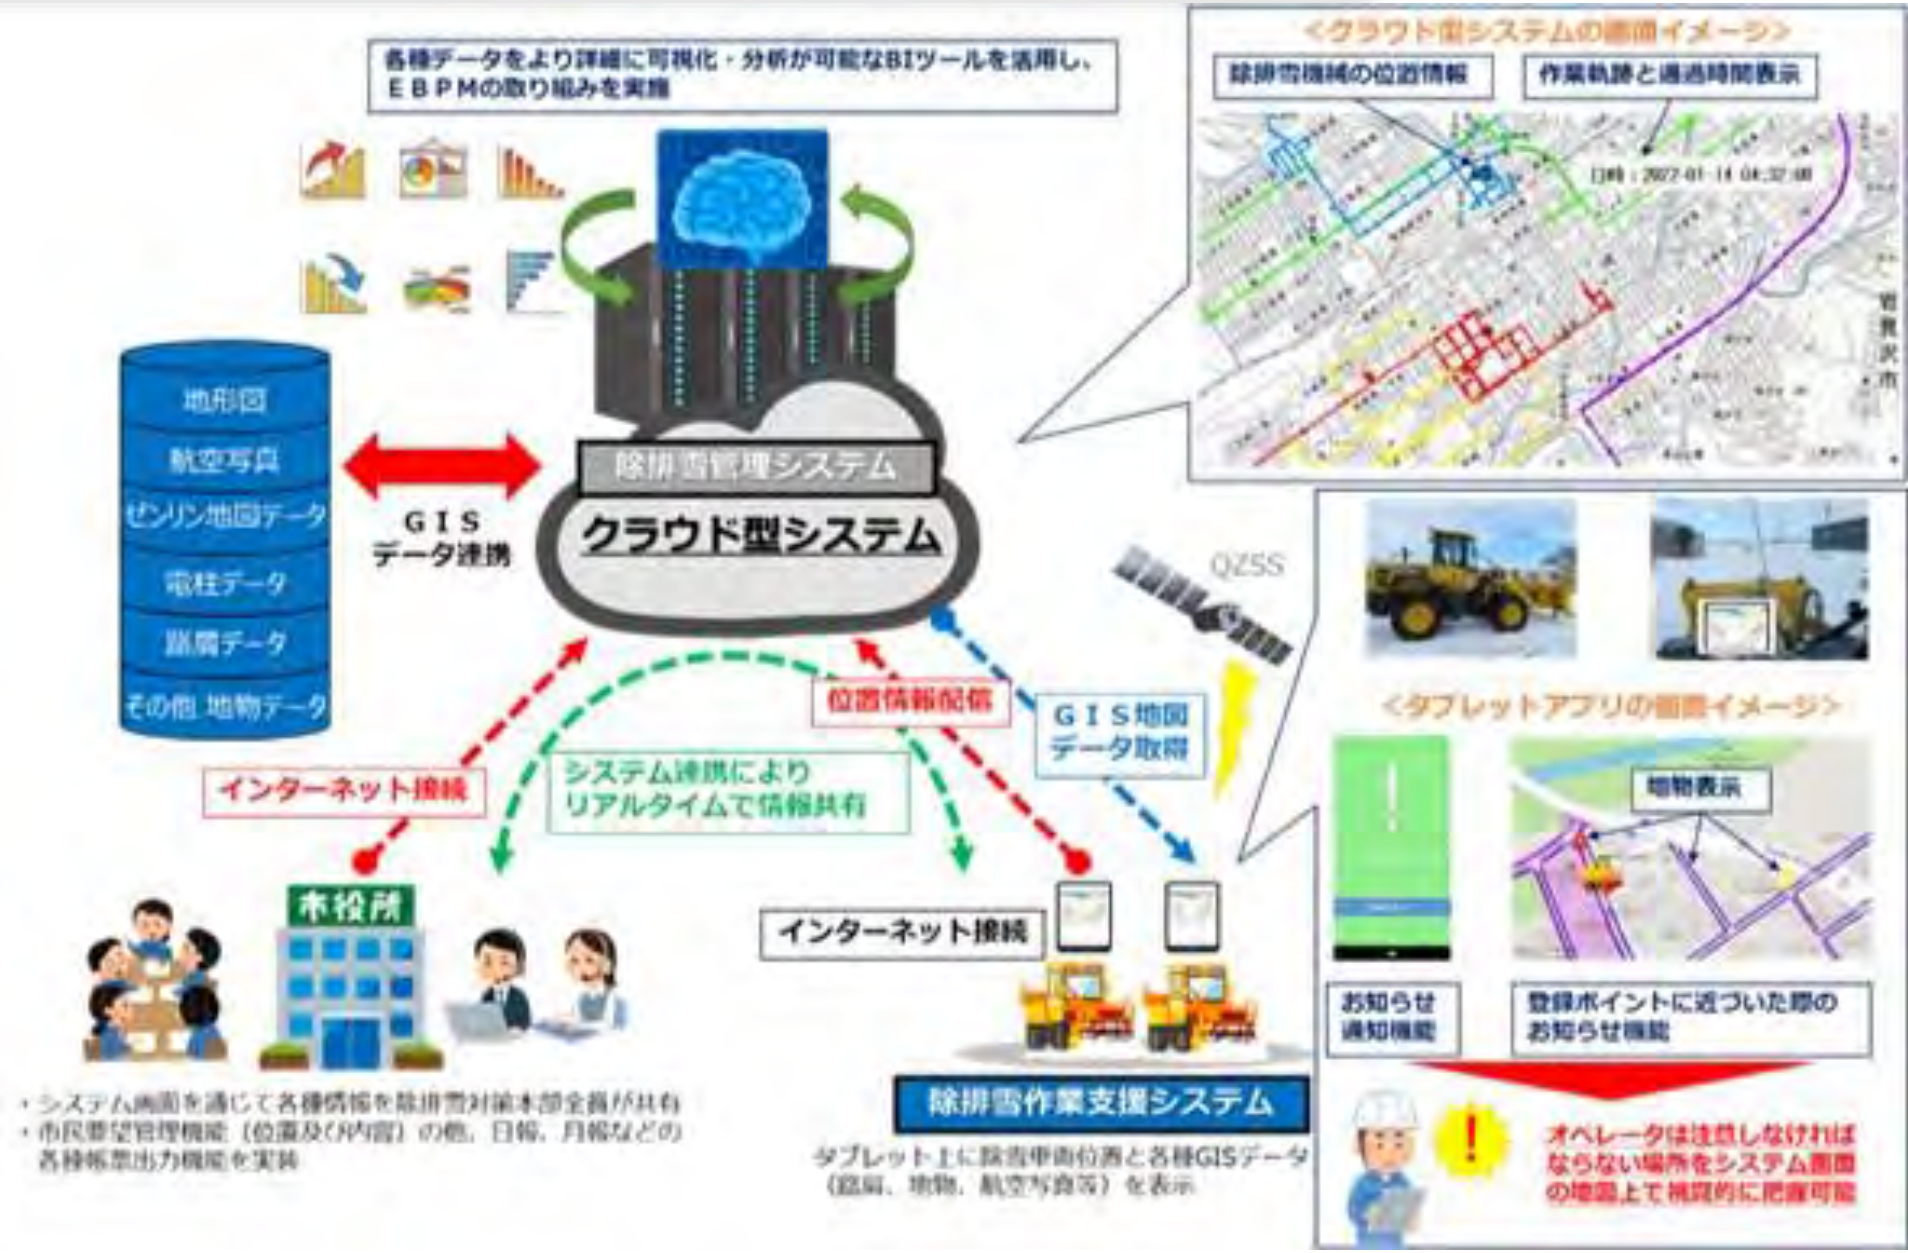 各種データをより詳細に可視化・分析が可能なBIツールを活用し、
EBPMの取り組みを実施
<クラウド型システムの画面イメージ>
除排雪機械の位置情報
作業軌跡と通過時間表示
日時:2022-01-14 04:32:00
岩見沢市
地形図
航空写真
ゼンリン地図データ
電柱データ
路肩データ
その他 地物データ
GIS
データ連携
除排雪管理システム
クラウド型システム
QZSS
位置情報配信
GIS地図
データ取得
インターネット接続
システム連携により
リアルタイムで情報共有
市役所
インターネット接続
・システム画面を通じて各種情報を除排雪対策本部全員が共有
・市民要望管理機能(位置及び内容)の他、日報、月報などの
各種帳票出力機能を実装
除排雪作業支援システム
タブレット上に除雪車両位置と各種GISデータ
(路肩、地物、航空写真等)を表示
<タブレットアプリの画面イメージ>
地物表示
お知らせ
通知機能
登録ポイントに近づいた際の
お知らせ機能
オペレータは注意しなければ
ならない場所をシステム画面
の地図上で視覚的に把握可能